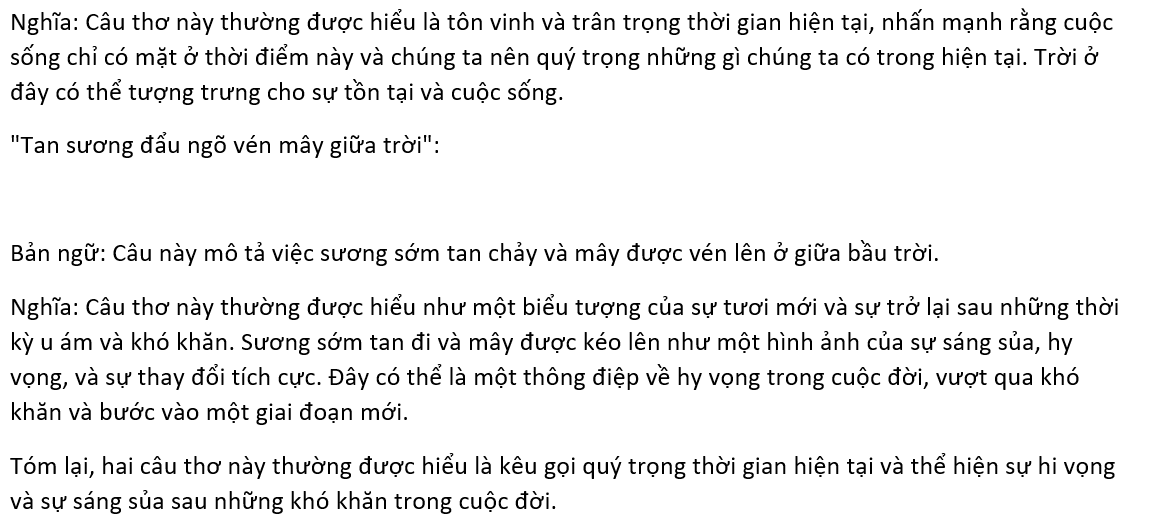 Nghĩa: Câu thơ này thường được hiểu là tôn vinh và trân trọng thời gian hiện tại, nhấn mạnh rằng cuộc
sống chỉ có mặt ở thời điểm này và chúng ta nên quý trọng những gì chúng ta có trong hiện tại. Trời ở
đây có thể tượng trưng cho sự tồn tại và cuộc sống.
"Tan sương đẩu ngõ vén mây giữa trời":
Bản ngữ: Câu này mô tả việc sương sớm tan chảy và mây được vén lên ở giữa bầu trời.
Nghĩa: Câu thơ này thường được hiểu như một biểu tượng của sự tươi mới và sự trở lại sau những thời
kỳ u ám và khó khăn. Sương sớm tan đi và mây được kéo lên như một hình ảnh của sự sáng sủa, hy
vọng, và sự thay đổi tích cực. Đây có thể là một thông điệp về hy vọng trong cuộc đời, vượt qua khó
khăn và bước vào một giai đoạn mới.
Tóm lại, hai câu thơ này thường được hiểu là kêu gọi quý trọng thời gian hiện tại và thể hiện sự hi vọng
và sự sáng sủa sau những khó khăn trong cuộc đời.